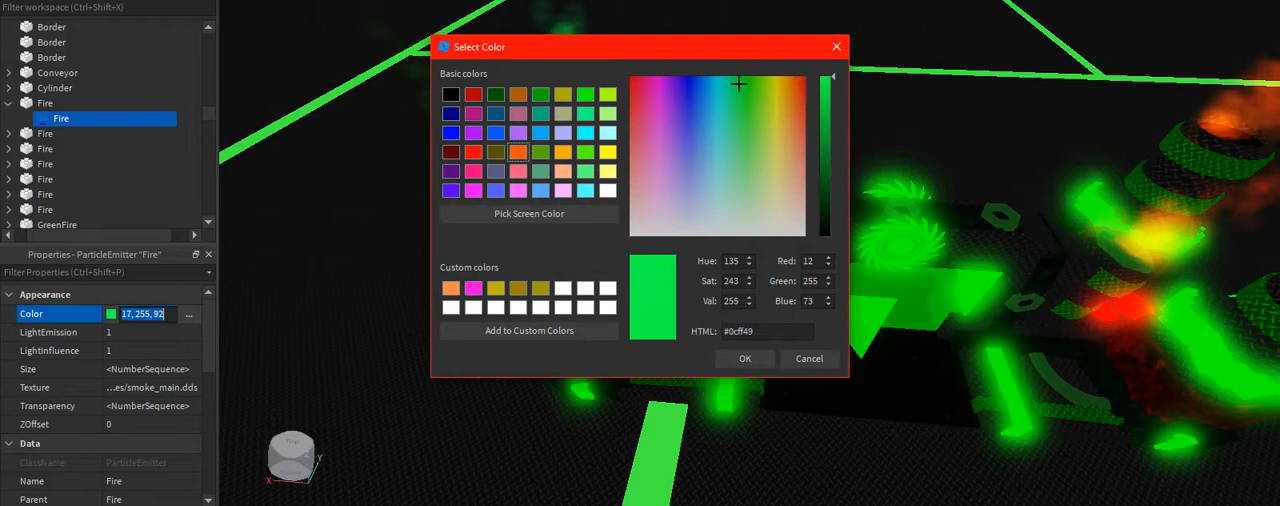 Filter workspace (Ctrl+Shift+X)
Border
Border
Border
Conveyor
Cylinder
Fire
Fire
Fire
Fire
Fire
Fire
Fire
Fire
GreenFire
Properties - ParticleEmitter "Fire"
Filter Properties (Ctrl+Shift+P)
Appearance
Color 17, 255, 92 ...
LightEmission 1
LightInfluence 1
Size <NumberSequence>
Texture ...es/smoke_main.dds
Transparency <NumberSequence>
ZOffset 0
Data
ClassName ParticleEmitter
Name Fire
Parent Fire
Select Color
Basic colors
Pick Screen Color
Custom colors
Add to Custom Colors
Hue: 135 Red: 12
Sat: 243 Green: 255
Val: 255 Blue: 73
HTML: #0cff49
OK Cancel
X Y